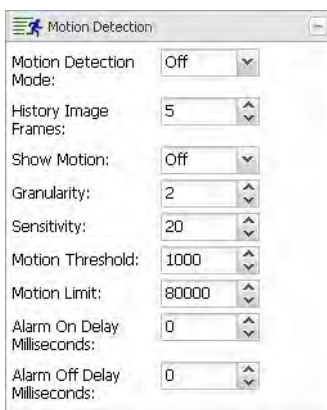 Motion Detection
Motion Detection Off
Mode:
History Image 5
Frames:
Show Motion: Off
Granularity: 2
Sensitivity: 20
Motion Threshold: 1000
Motion Limit: 80000
Alarm On Delay 0
Milliseconds:
Alarm Off Delay 0
Milliseconds: